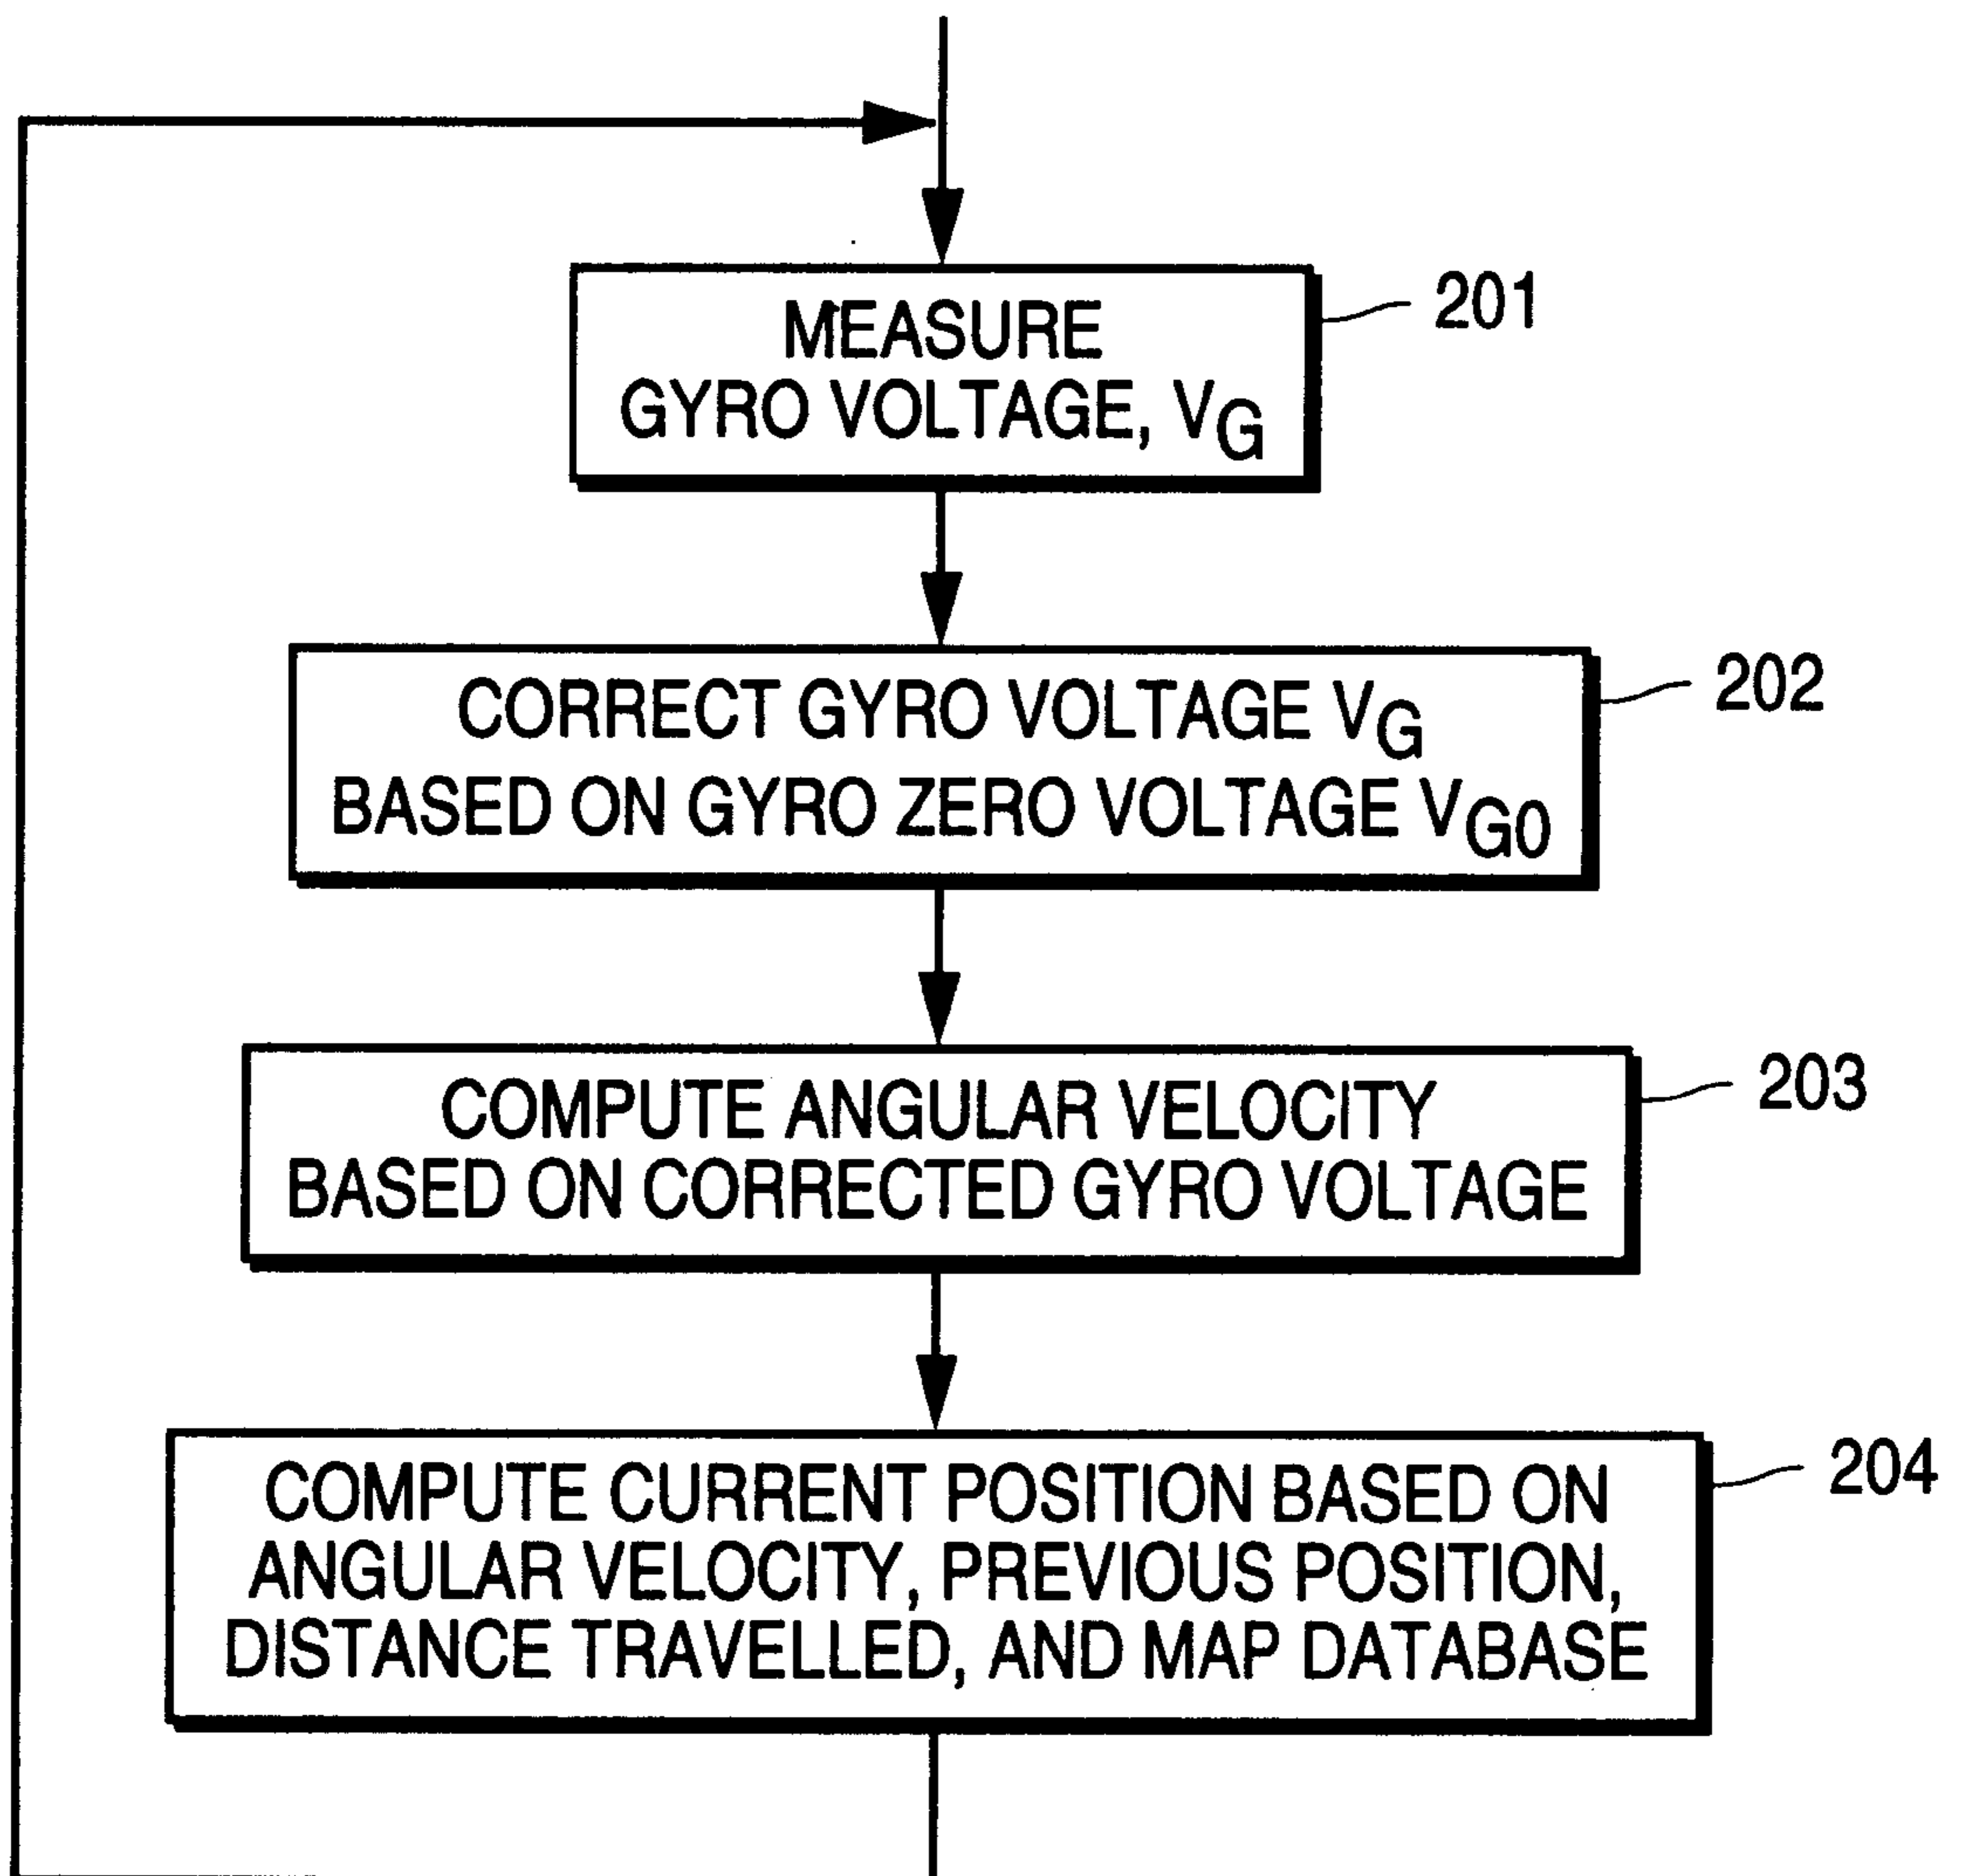 MEASURE
GYRO VOLTAGE, VG
201
CORRECT GYRO VOLTAGE VG
BASED ON GYRO ZERO VOLTAGE VG0
202
COMPUTE ANGULAR VELOCITY
BASED ON CORRECTED GYRO VOLTAGE
203
COMPUTE CURRENT POSITION BASED ON
ANGULAR VELOCITY, PREVIOUS POSITION,
DISTANCE TRAVELLED, AND MAP DATABASE
204